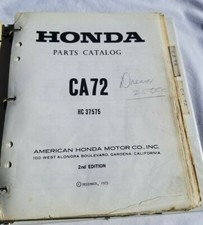 HONDA
PARTS CATALOG
CA72
Dream
HC 37575
AMERICAN HONDA MOTOR CO., INC.
100 WEST ALONDRA BOULEVARD, GARDENA, CALIFORNIA
2nd EDITION